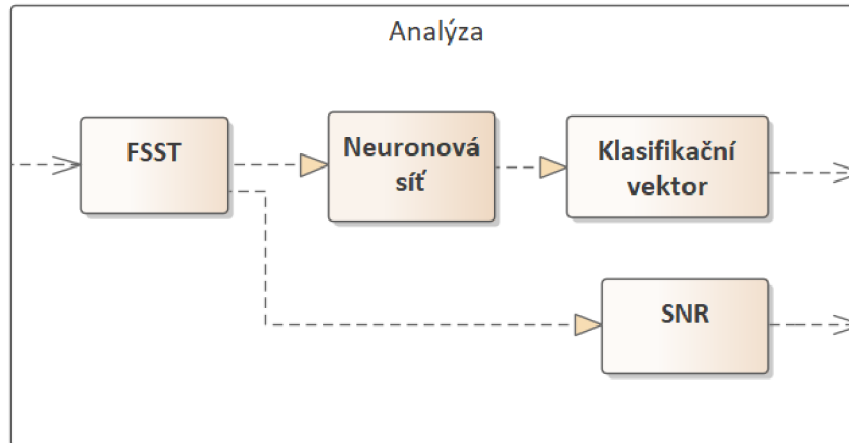 Analýza
FSST
Neuronová
síť
Klasifikační
vektor
SNR